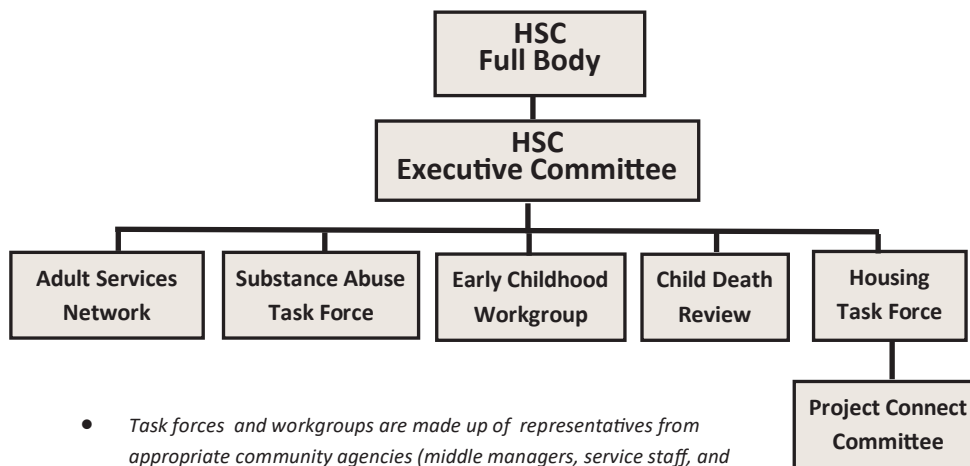 HSC
Full Body
HSC
Executive Committee
Adult Services
Network
Substance Abuse
Task Force
Early Childhood
Workgroup
Child Death
Review
Housing
Task Force
Project Connect
Committee
• Task forces and workgroups are made up of representatives from
appropriate community agencies (middle managers, service staff, and